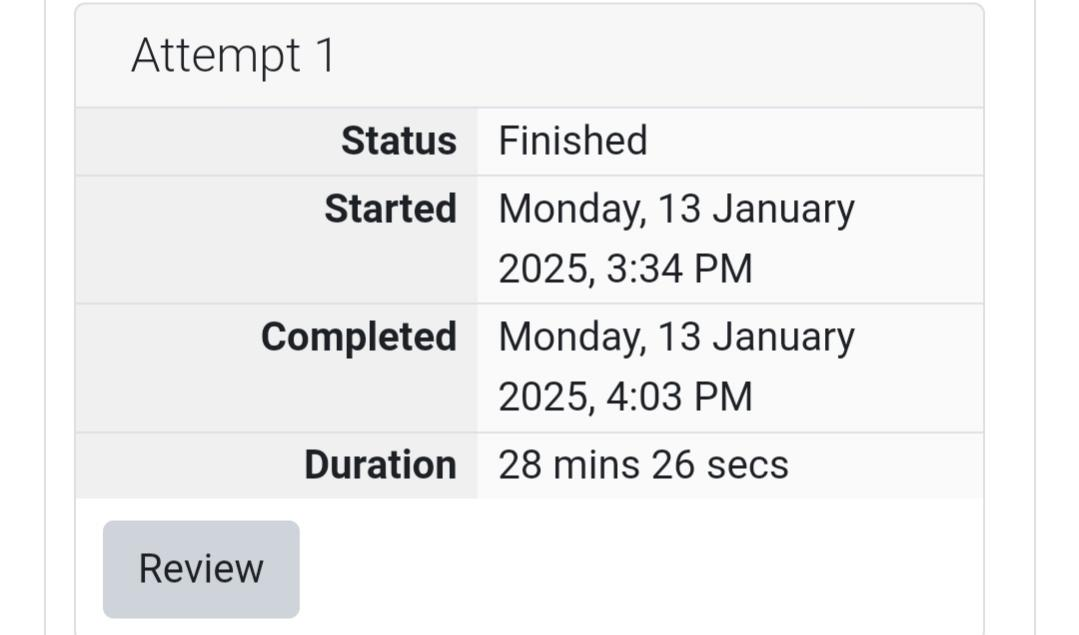 Attempt 1
Status Finished
Started Monday, 13 January
2025, 3:34 PM
Completed Monday, 13 January
2025, 4:03 PM
Duration 28 mins 26 secs
Review